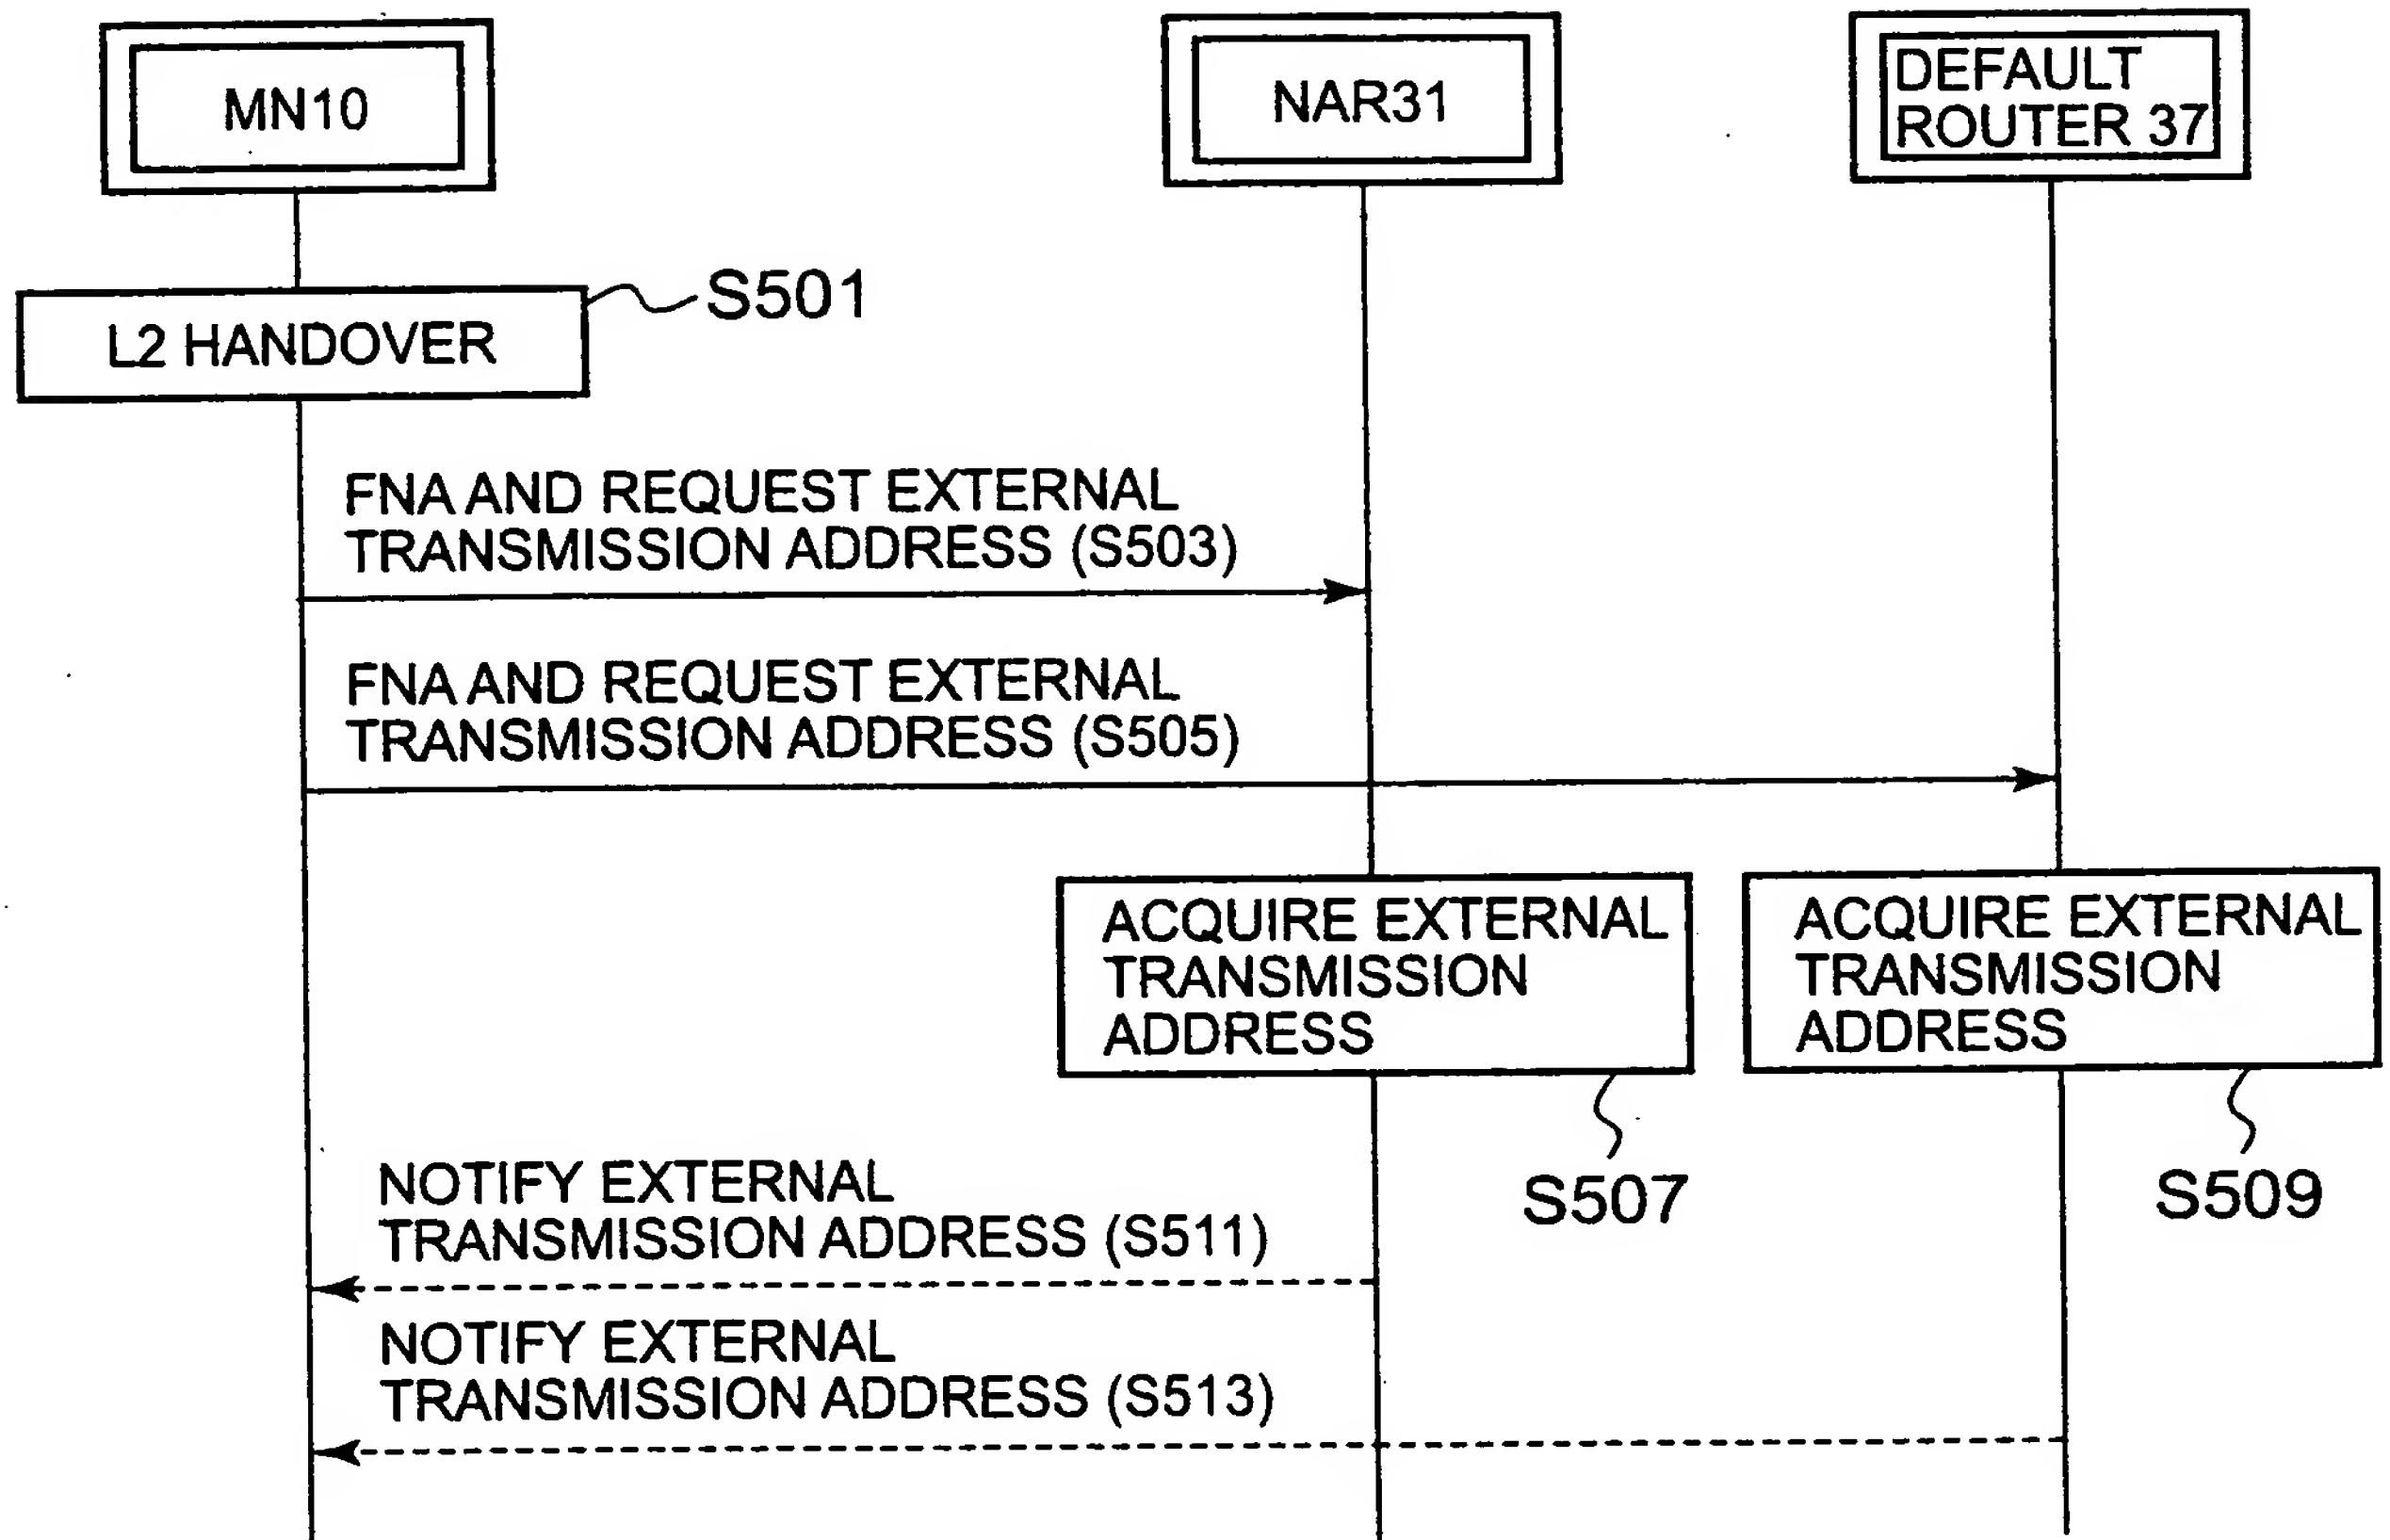 MN10
NAR31
DEFAULT
ROUTER 37
S501
L2 HANDOVER
FNA AND REQUEST EXTERNAL
TRANSMISSION ADDRESS (S503)
FNA AND REQUEST EXTERNAL
TRANSMISSION ADDRESS (S505)
ACQUIRE EXTERNAL
TRANSMISSION
ADDRESS
ACQUIRE EXTERNAL
TRANSMISSION
ADDRESS
S507
S509
NOTIFY EXTERNAL
TRANSMISSION ADDRESS (S511)
NOTIFY EXTERNAL
TRANSMISSION ADDRESS (S513)